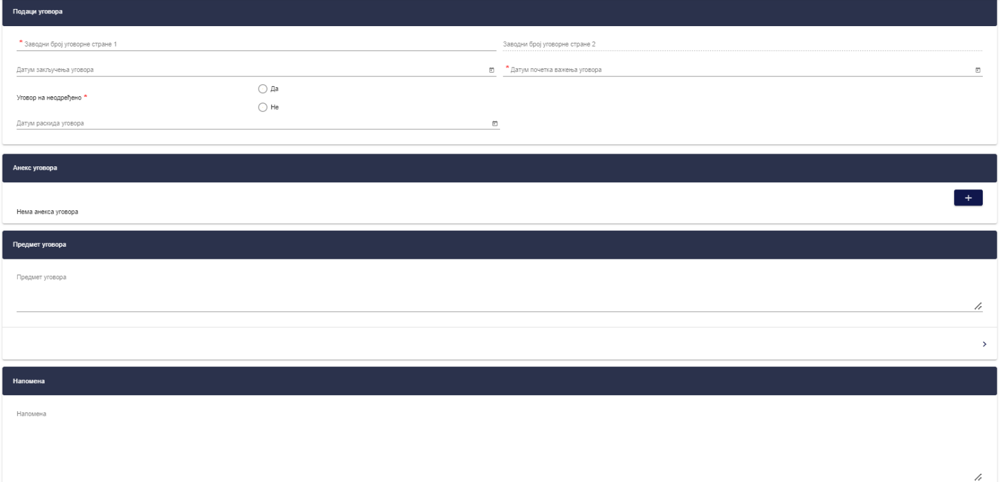 Подаци уговора
* Заводни број уговорне стране 1
Заводни број уговорне стране 2
Датум закључења уговора
* Датум почетка важења уговора
Уговор на неодређено *
Да
Не
Датум раскида уговора
Анекс уговора
+
Нема анекса уговора
Предмет уговора
Предмет уговора
Напомена
Напомена